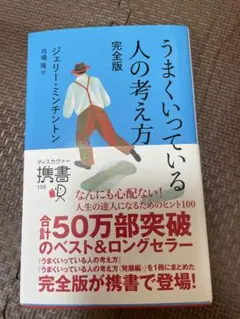 うまくいっている
人の考え方
完全版
ジェリー・ミンチントン
弓場 隆 訳
ディスカヴァー
携書
100
なんにも心配ない!
人生の達人になるためのヒント100
合計50万部突破
のベスト&ロングセラー
『うまくいっている人の考え方』
『うまくいっている人の考え方 発展編』を1冊にまとめた
完全版が携書で登場!